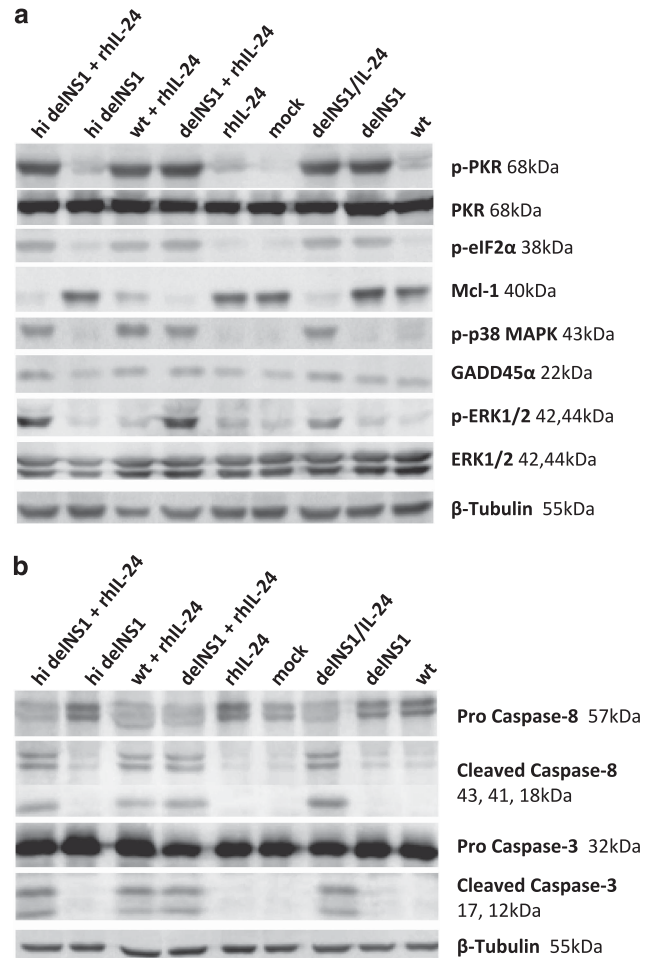 a
hi delNS1 + rhIL-24
hi delNS1
wt + rhIL-24
delNS1 + rhIL-24
rhIL-24
mock
delNS1/IL-24
delNS1
wt
p-PKR 68kDa
PKR 68kDa
p-eIF2α 38kDa
Mcl-1 40kDa
p-p38 MAPK 43kDa
GADD45α 22kDa
p-ERK1/2 42,44kDa
ERK1/2 42,44kDa
β-Tubulin 55kDa
b
hi delNS1 + rhIL-24
hi delNS1
wt + rhIL-24
delNS1 + rhIL-24
rhIL-24
mock
delNS1/IL-24
delNS1
wt
Pro Caspase-8 57kDa
Cleaved Caspase-8
43, 41, 18kDa
Pro Caspase-3 32kDa
Cleaved Caspase-3
17, 12kDa
β-Tubulin 55kDa